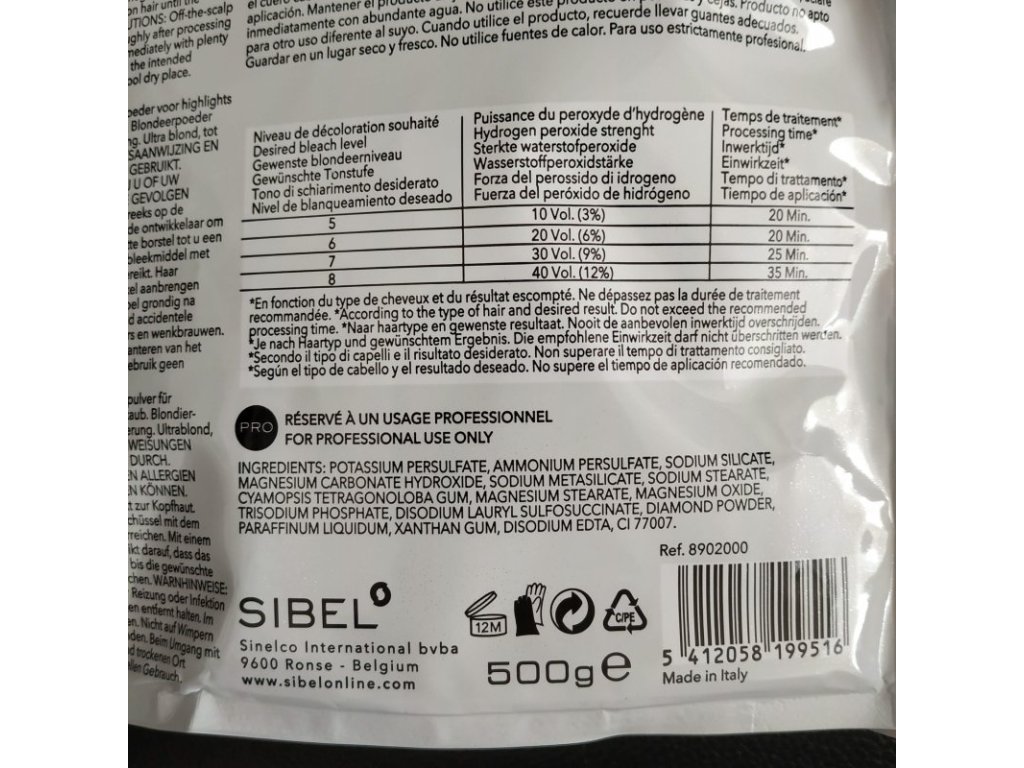 on hair until the
UTIONS: Off-the-scalp
ghly after processing
mediately with plenty
the intended
ool dry place.
aplicación. Mantener el
inmediatamente con abundante agua. No utilice este producto en cejas. Producto no apto
para otro uso diferente al suyo. Cuando utilice el producto, recuerde llevar guantes adecuados.
Guardar en un lugar seco y fresco. No utilice fuentes de calor. Para uso estrictamente profesional.
oeder voor highlights
Blondeerpoeder
ng. Ultra blond, tot
SAANWIJZING EN
GEBRUIKT.
U OF UW
GEVOLGEN
reeks op de
de ontwikkelaar om
te borstel tot u een
bleekmiddel met
reikt. Haar
el aanbrengen
el grondig na
d accidentele
rs en wenkbrauwen.
anteren van het
ebruik geen
pulver für
aub. Blondier-
erung. Ultrablond,
WEISUNGEN
DURCH.
N ALLERGIEN
N KÖNNEN.
zur Kopfhaut.
chüssel mit dem
rreichen. Mit einem
darauf, dass das
bis die gewünschte
chen. WARNHINWEISE:
Reizung oder Infektion
en entfernt halten. Im
en. Nicht auf Wimpern
den. Beim Umgang mit
d trockenen Ort
llen Gebrauch.
Niveau de décoloration souhaité
Desired bleach level
Gewenste blondeerniveau
Gewünschte Tonstufe
Tono di schiarimento desiderato
Nivel de blanqueamiento deseado
Puissance du peroxyde d'hydrogène
Hydrogen peroxide strenght
Sterkte waterstofperoxide
Wasserstoffperoxidstärke
Forza del perossido di idrogeno
Fuerza del peróxido de hidrógeno
Temps de traitement*
Processing time*
Inwerktijd*
Einwirkzeit*
Tempo di trattamento*
Tiempo de aplicación*
5 10 Vol. (3%) 20 Min.
6 20 Vol. (6%) 20 Min.
7 30 Vol. (9%) 25 Min.
8 40 Vol. (12%) 35 Min.
*En fonction du type de cheveux et du résultat escompté. Ne dépassez pas la durée de traitement
recommandée. *According to the type of hair and desired result. Do not exceed the recommended
processing time. *Naar haartype en gewenste resultaat. Nooit de aanbevolen inwerktijd overschrijden.
*Je nach Haartyp und gewünschtem Ergebnis. Die empfohlene Einwirkzeit darf nicht überschritten werden.
*Secondo il tipo di capelli e il risultato desiderato. Non superare il tempo di trattamento consigliato.
*Según el tipo de cabello y el resultado deseado. No supere el tiempo de aplicación recomendado.
PRO
RÉSERVÉ À UN USAGE PROFESSIONNEL
FOR PROFESSIONAL USE ONLY
INGREDIENTS: POTASSIUM PERSULFATE, AMMONIUM PERSULFATE, SODIUM SILICATE,
MAGNESIUM CARBONATE HYDROXIDE, SODIUM METASILICATE, SODIUM STEARATE,
CYAMOPSIS TETRAGONOLOBA GUM, MAGNESIUM STEARATE, MAGNESIUM OXIDE,
TRISODIUM PHOSPHATE, DISODIUM LAURYL SULFOSUCCINATE, DIAMOND POWDER,
PARAFFINUM LIQUIDUM, XANTHAN GUM, DISODIUM EDTA, CI 77007.
Ref. 8902000
SIBEL
Sinelco International bvba
9600 Ronse - Belgium
www.sibelonline.com
12M
C/PE
500g e
5 412058 199516
Made in Italy